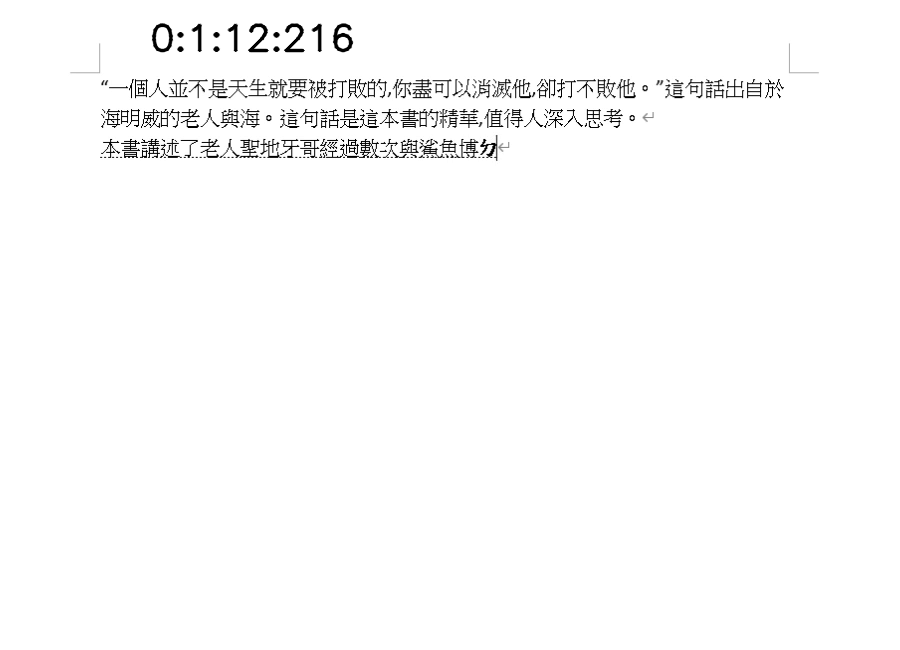 0:1:12:216
“一個人並不是天生就要被打敗的,你盡可以消滅他,卻打不敗他。”這句話出自於
海明威的老人與海。這句話是這本書的精華,值得人深入思考。
本書講述了老人聖地牙哥經過數次與鯊魚博ㄉ